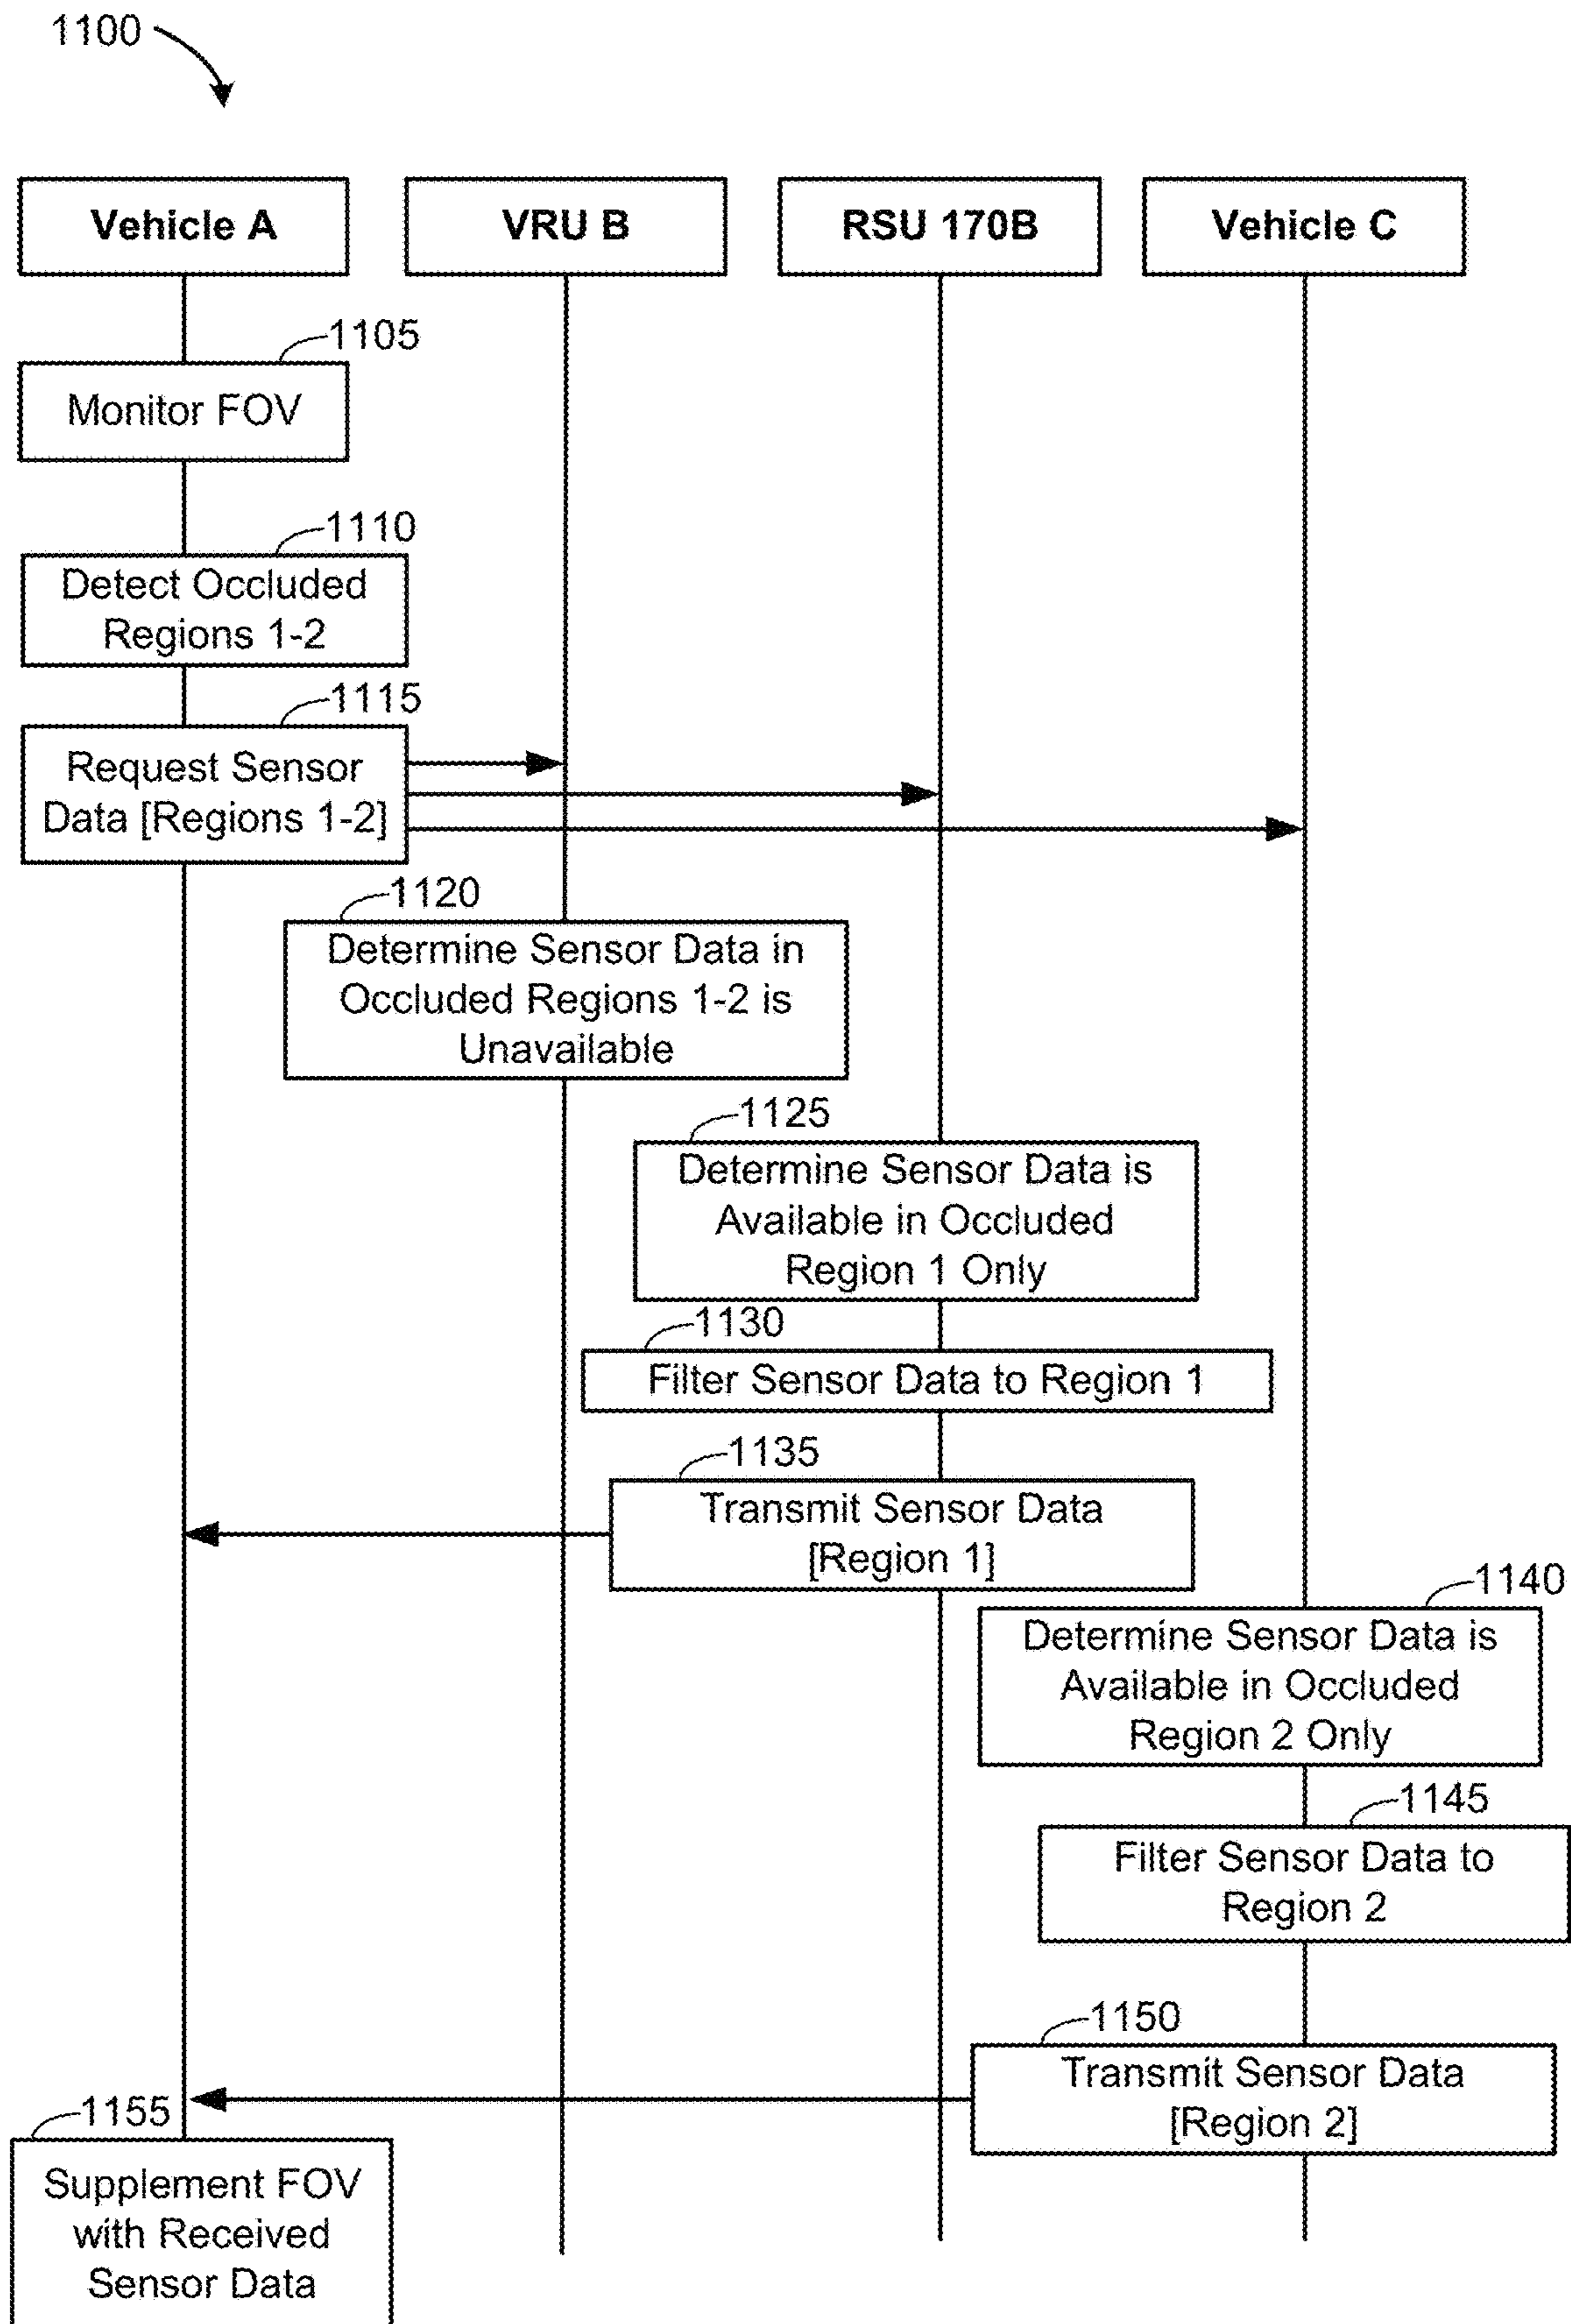 1100
Vehicle A
VRU B
RSU 170B
Vehicle C
1105
Monitor FOV
1110
Detect Occluded
Regions 1-2
1115
Request Sensor
Data [Regions 1-2]
1120
Determine Sensor Data in
Occluded Regions 1-2 is
Unavailable
1125
Determine Sensor Data is
Available in Occluded
Region 1 Only
1130
Filter Sensor Data to Region 1
1135
Transmit Sensor Data
[Region 1]
1140
Determine Sensor Data is
Available in Occluded
Region 2 Only
1145
Filter Sensor Data to
Region 2
1150
Transmit Sensor Data
[Region 2]
1155
Supplement FOV
with Received
Sensor Data